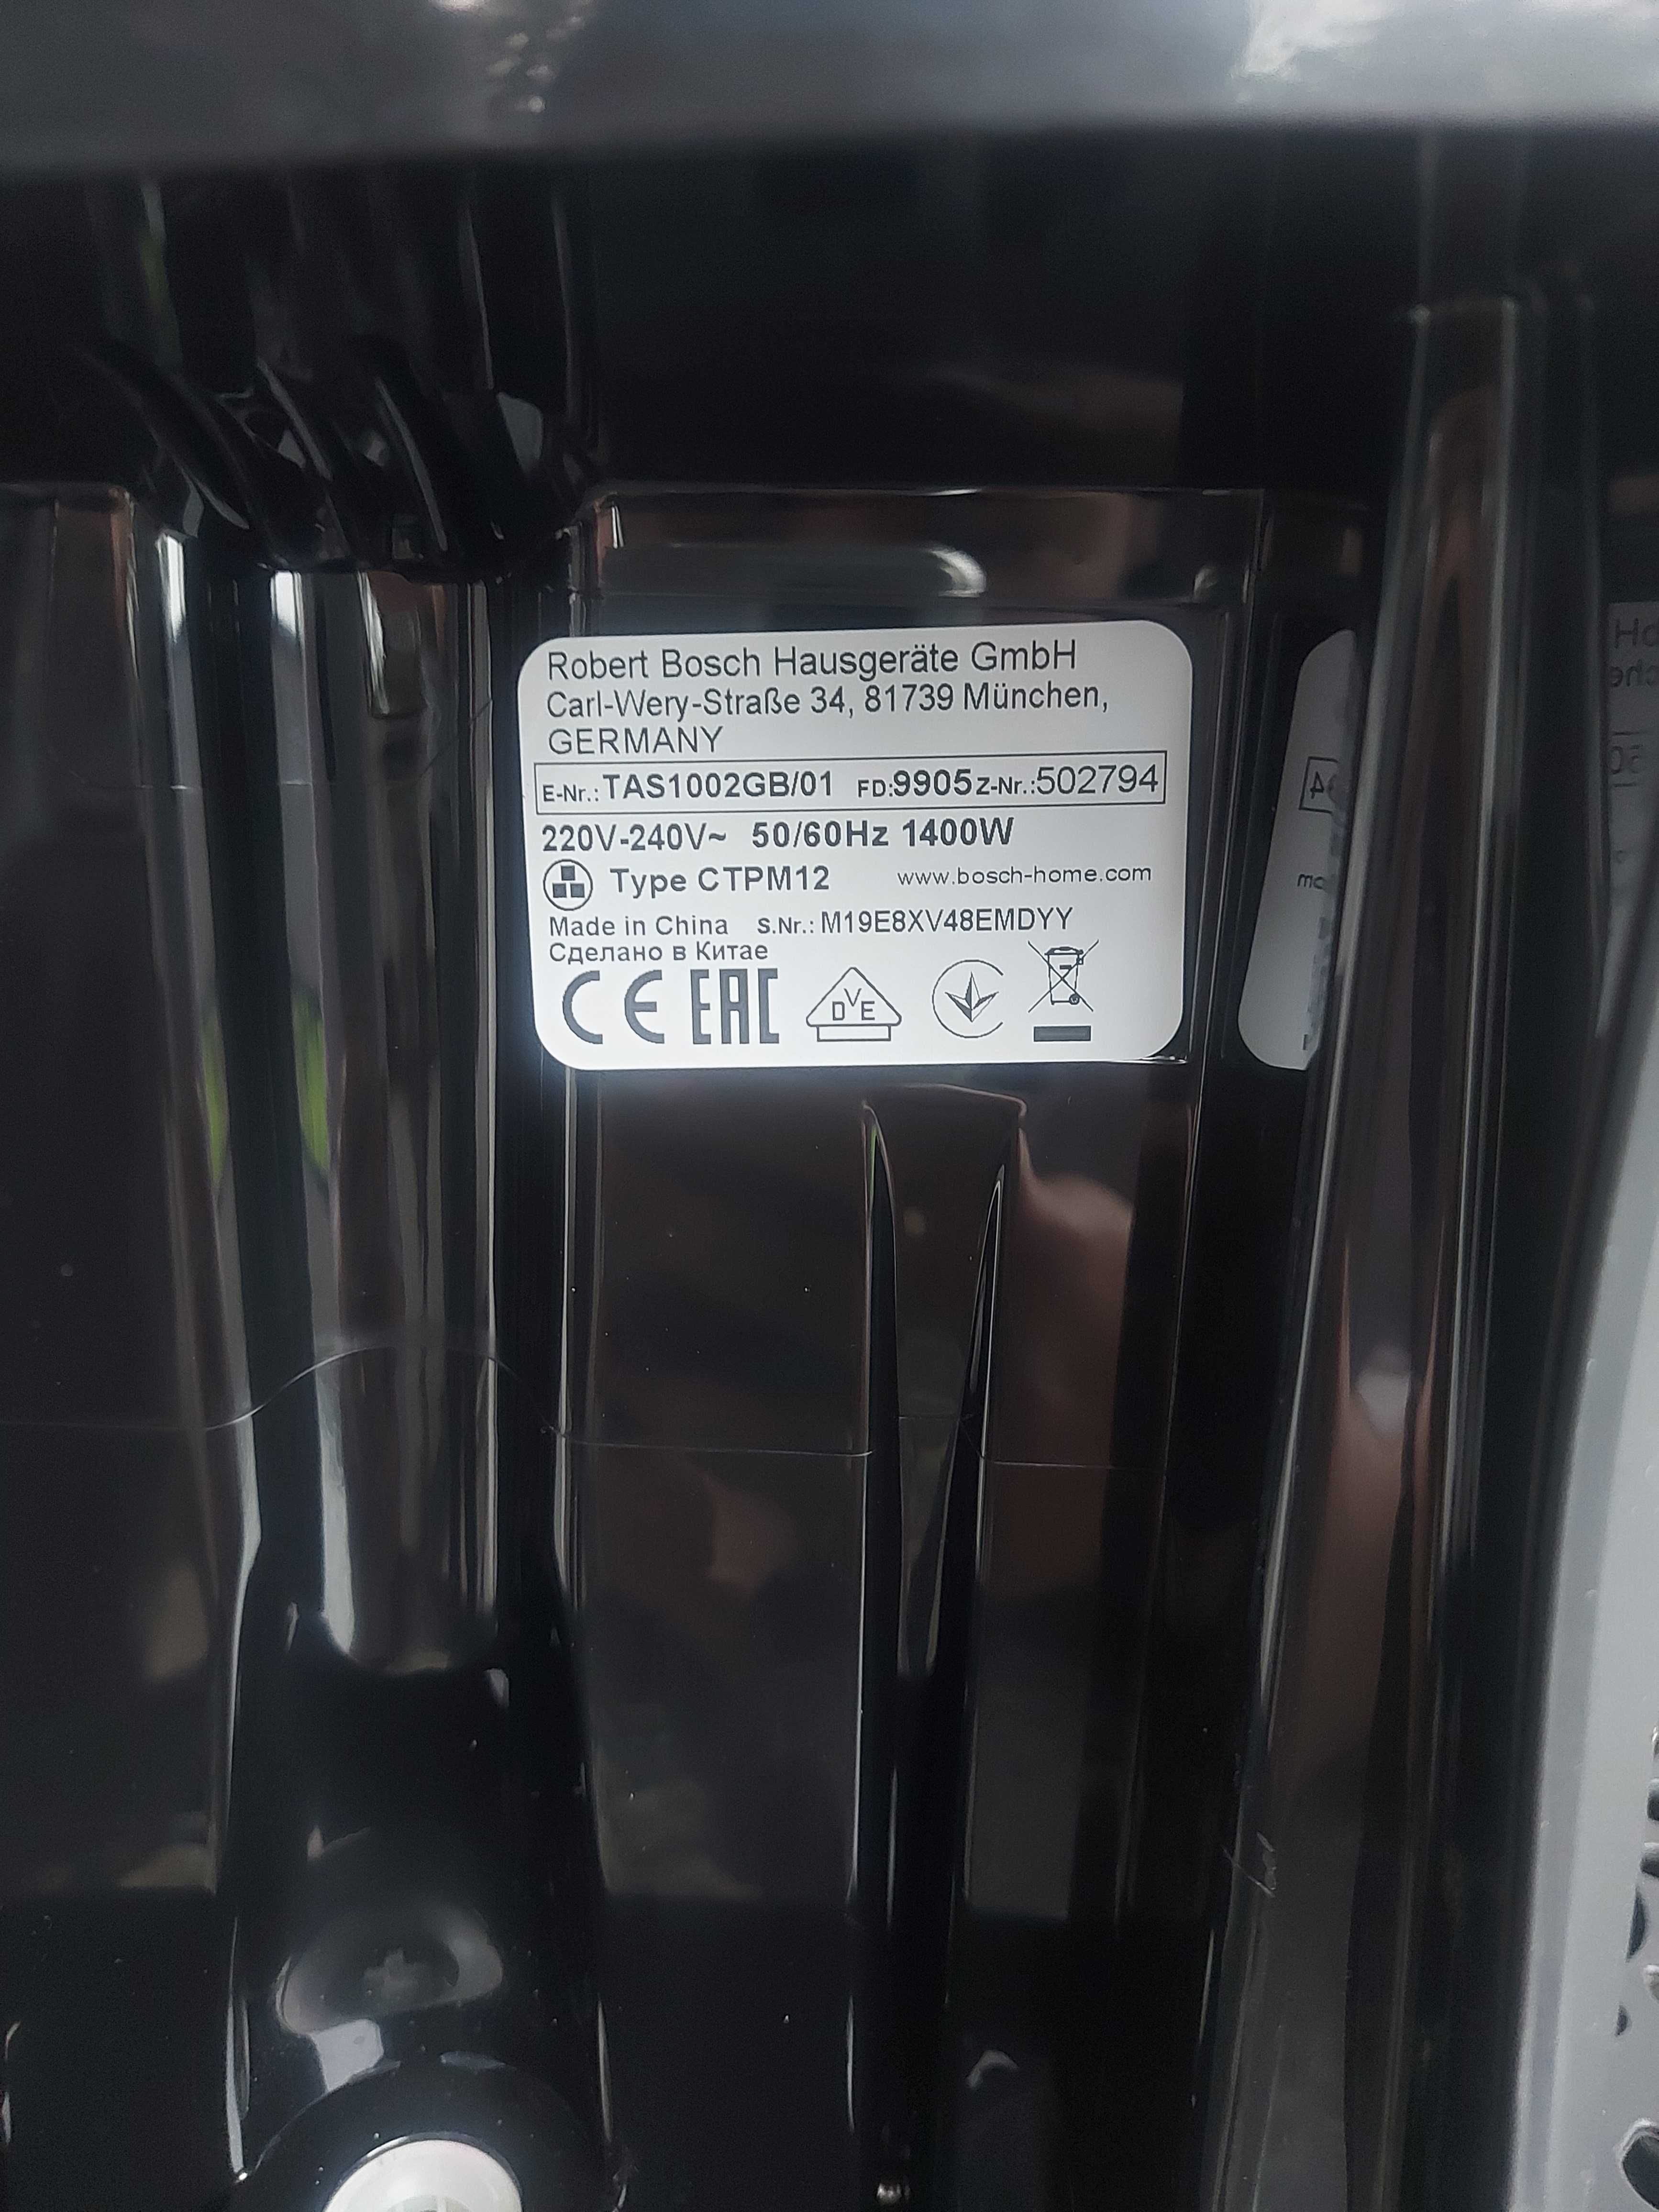 Robert Bosch Hausgeräte GmbH
Carl-Wery-Straße 34, 81739 München,
GERMANY
E-Nr.: TAS1002GB/01 FD:9905 Z-Nr.:502794
220V-240V~ 50/60Hz 1400W
Type CTPM12 www.bosch-home.com
Made in China S.Nr.: M19E8XV48EMDYY
Сделано в Китае
CE EAC DVE